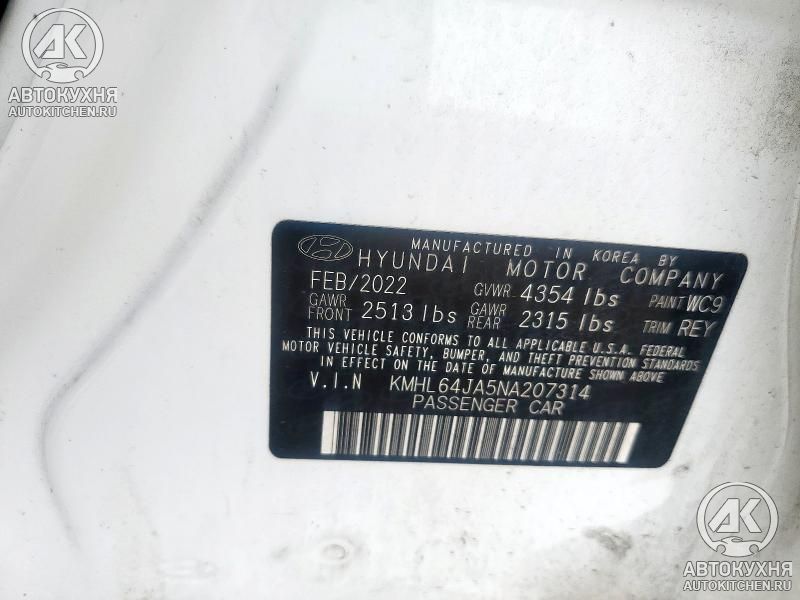 AK
АВТОКУХНЯ
AUTOKITCHEN.RU
MANUFACTURED IN KOREA BY
HYUNDAI MOTOR COMPANY
FEB/2022 GVWR 4354 lbs PAINT WC9
GAWR FRONT 2513 lbs GAWR REAR 2315 lbs TRIM REY
THIS VEHICLE CONFORMS TO ALL APPLICABLE U.S.A. FEDERAL
MOTOR VEHICLE SAFETY, BUMPER, AND THEFT PREVENTION STANDARDS
IN EFFECT ON THE DATE OF MANUFACTURE SHOWN ABOVE
V.I.N KMHL64JA5NA207314
PASSENGER CAR
AK
АВТОКУХНЯ
AUTOKITCHEN.RU